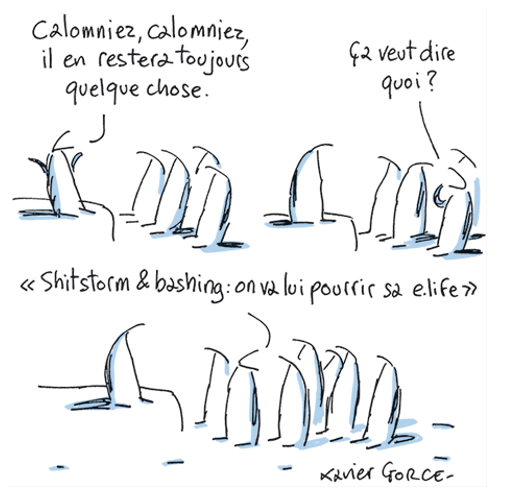 Calomniez, calomniez,
il en restera toujours
quelque chose.
Ça veut dire
quoi ?
« Shitstorm & bashing : on va lui pourrir sa e.life »
Xavier GORCE-